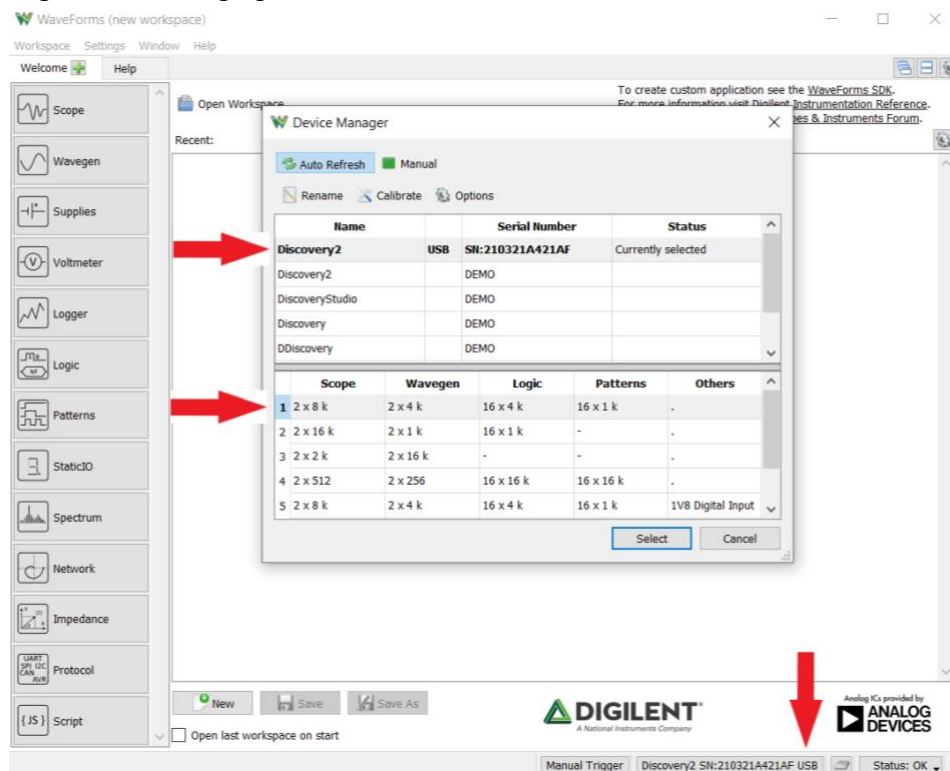 WaveForms (new workspace)
Workspace Settings Window Help
Welcome Help
To create custom application see the WaveForms SDK.
Open Workspace
For more information visit Digilent Instrumentation Reference.
& Instruments Forum.
Recent:
Scope
Wavegen
Supplies
Voltmeter
Logger
Logic
Patterns
StaticIO
Spectrum
Network
Impedance
UART
SPI I2C
CAN
AVR
Protocol
{JS} Script
Device Manager
Auto Refresh Manual
Rename Calibrate Options
Name Serial Number Status
Discovery2 USB SN:210321A421AF Currently selected
Discovery2 DEMO
DiscoveryStudio DEMO
Discovery DEMO
DDiscovery DEMO
Scope Wavegen Logic Patterns Others
1 2 x 8 k 2 x 4 k 16 x 4 k 16 x 1 k .
2 2 x 16 k 2 x 1 k 16 x 1 k - .
3 2 x 2 k 2 x 16 k - - .
4 2 x 512 2 x 256 16 x 16 k 16 x 16 k .
5 2 x 8 k 2 x 4 k 16 x 4 k 16 x 1 k 1V8 Digital Input
Select Cancel
New Save Save As
Open last workspace on start
DIGILENT
A National Instruments Company
Analog ICs provided by
ANALOG
DEVICES
Manual Trigger Discovery2 SN:210321A421AF USB Status: OK